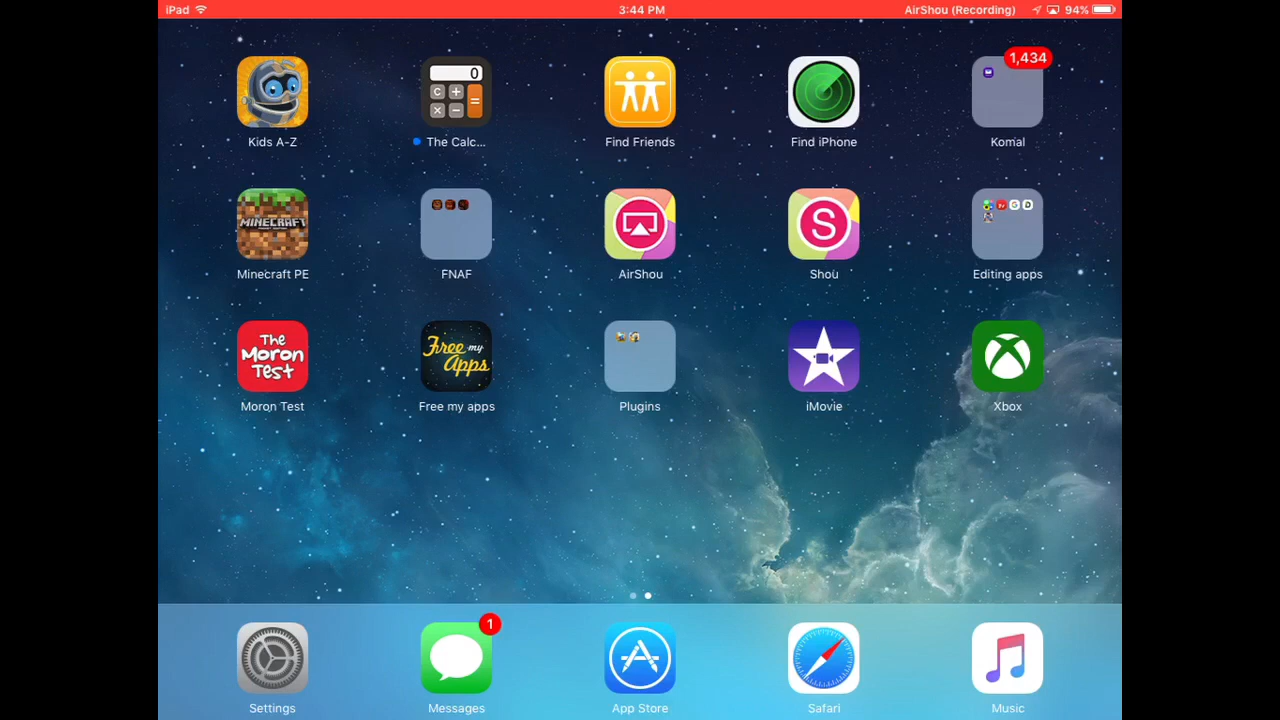 iPad 3:44 PM AirShou (Recording) 94%
1,434
0
C + = × −
Kids A-Z The Calc... Find Friends Find iPhone Komal
MINECRAFT
S
Minecraft PE FNAF AirShou Shou Editing apps
The Moron Test
Free my Apps
Moron Test Free my apps Plugins iMovie Xbox
1
Settings Messages App Store Safari Music